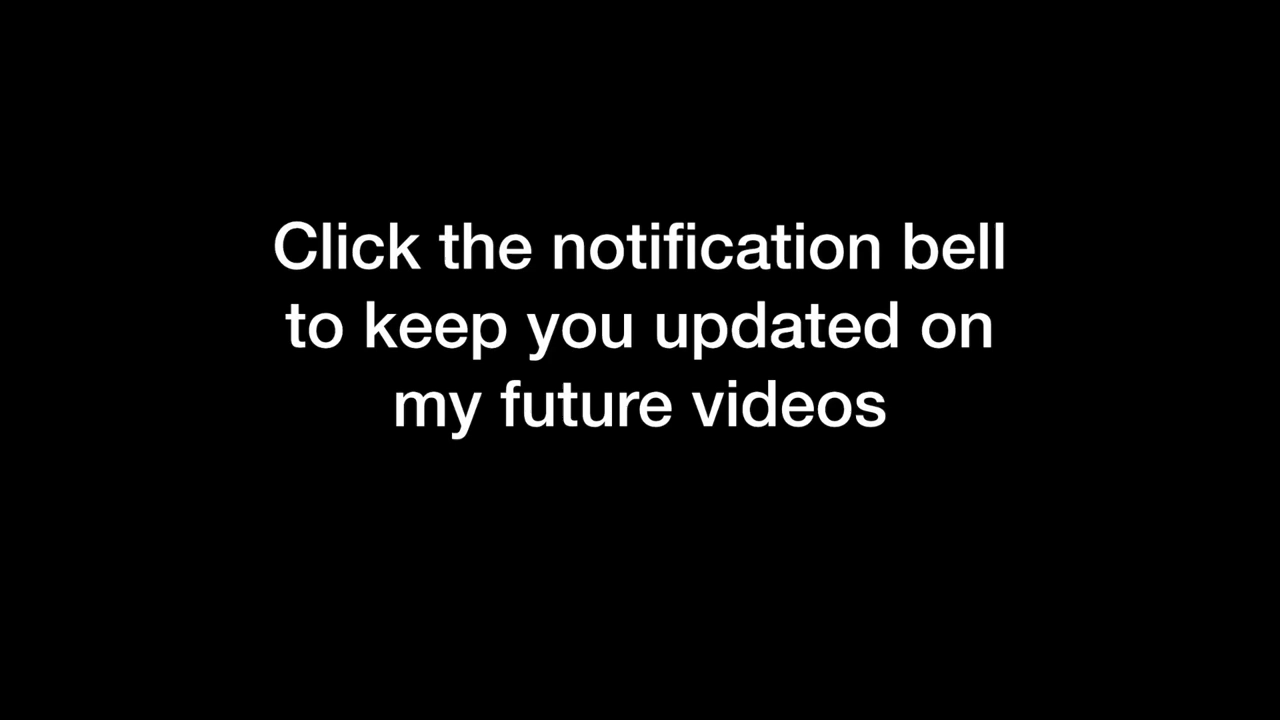 Click the notification bell
to keep you updated on
my future videos